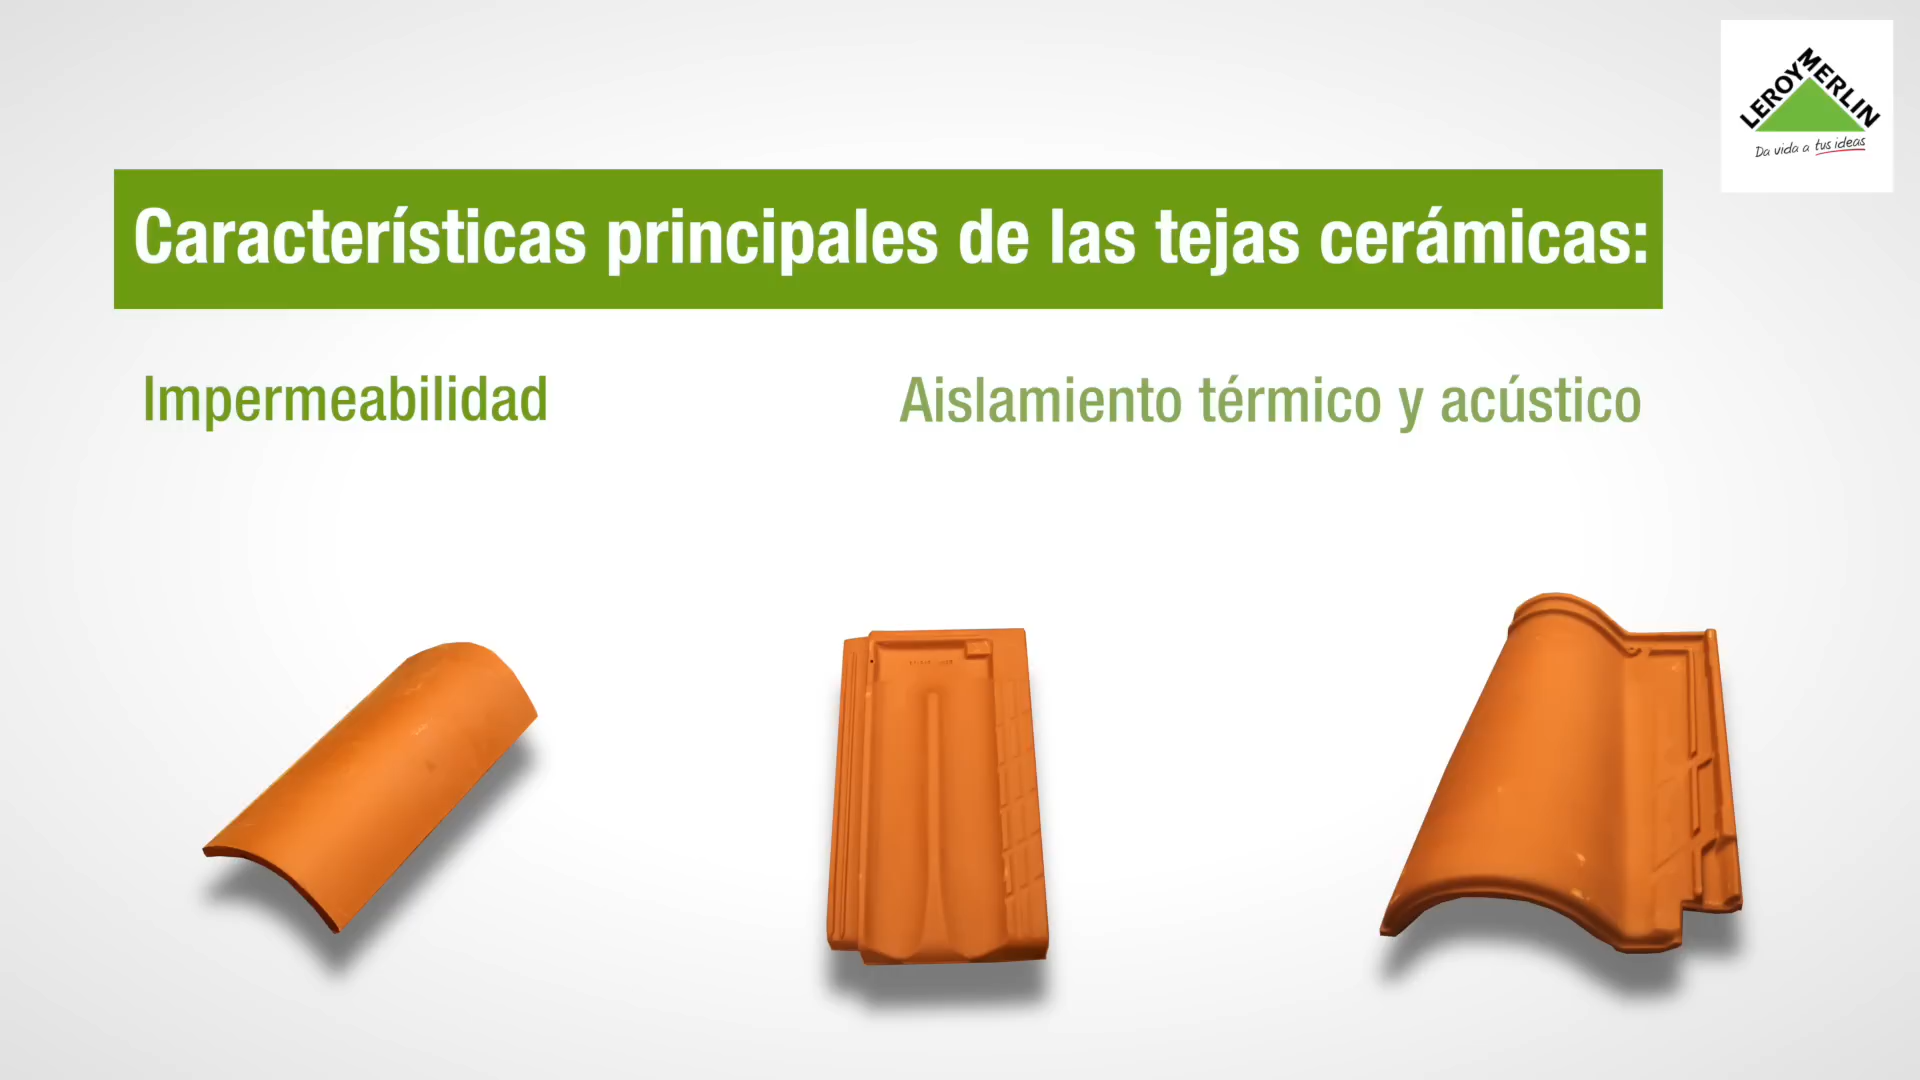 LEROY MERLIN
Da vida a tus ideas
Características principales de las tejas cerámicas:
Impermeabilidad
Aislamiento térmico y acústico